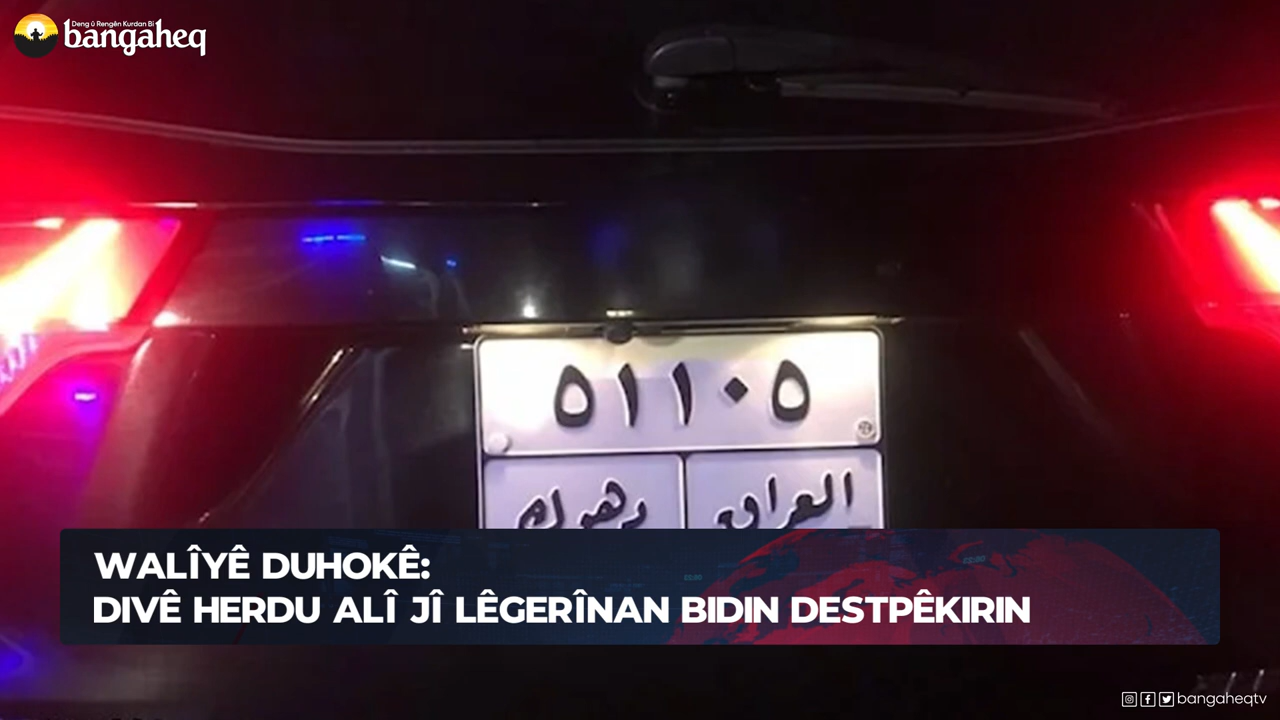 Deng û Rengên Kurdan Bi
bangaheq
٥١١٠٥
دهوك العراق
WALÎYÊ DUHOKÊ:
DIVÊ HERDU ALÎ JÎ LÊGERÎNAN BIDIN DESTPÊKIRIN
bangaheqtv